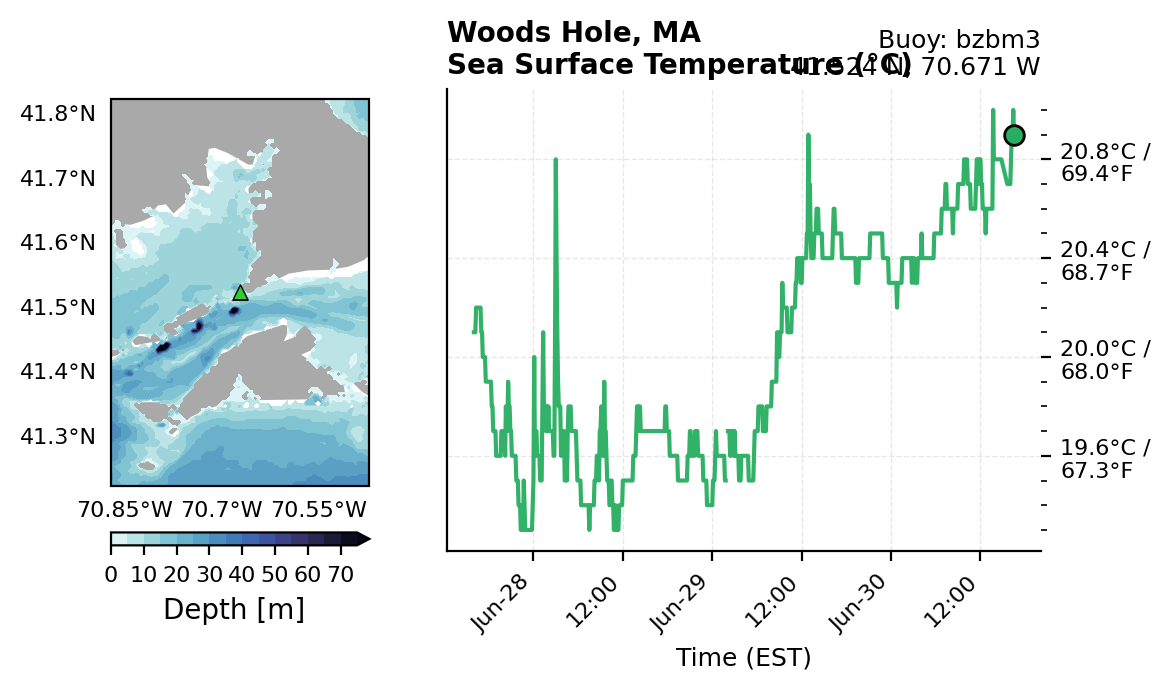 Woods Hole, MA
Sea Surface Temperature (°C)
Buoy: bzbm3
41.524 N, 70.671 W
41.8°N
41.7°N
41.6°N
41.5°N
41.4°N
41.3°N
70.85°W 70.7°W 70.55°W
0 10 20 30 40 50 60 70
Depth [m]
20.8°C /
69.4°F
20.4°C /
68.7°F
20.0°C /
68.0°F
19.6°C /
67.3°F
Jun-28 12:00 Jun-29 12:00 Jun-30 12:00
Time (EST)